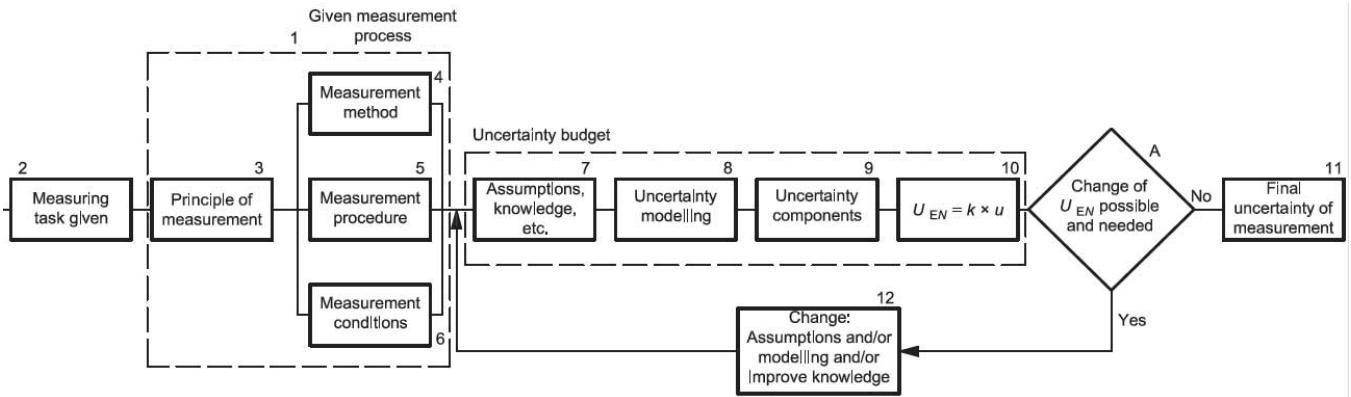 Given measurement
process
1
4
Measurement
method
Uncertainty budget
2
Measuring
task given
3
Principle of
measurement
5
Measurement
procedure
6
Measurement
conditions
7
Assumptions,
knowledge,
etc.
8
Uncertainty
modelling
9
Uncertainty
components
10
U EN = k × u
A
Change of
U EN possible
and needed
No
11
Final
uncertainty of
measurement
Yes
12
Change:
Assumptions and/or
modelling and/or
improve knowledge